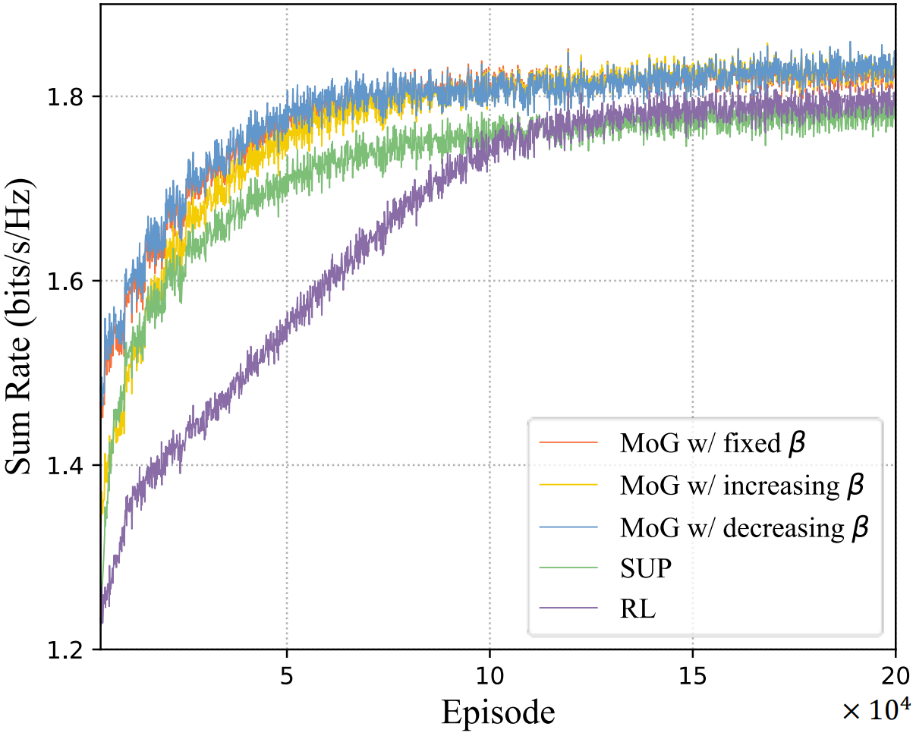 1.8
1.6
1.4
1.2
Sum Rate (bits/s/Hz)
MoG w/ fixed β
MoG w/ increasing β
MoG w/ decreasing β
SUP
RL
5 10 15 20
Episode
× 10⁴